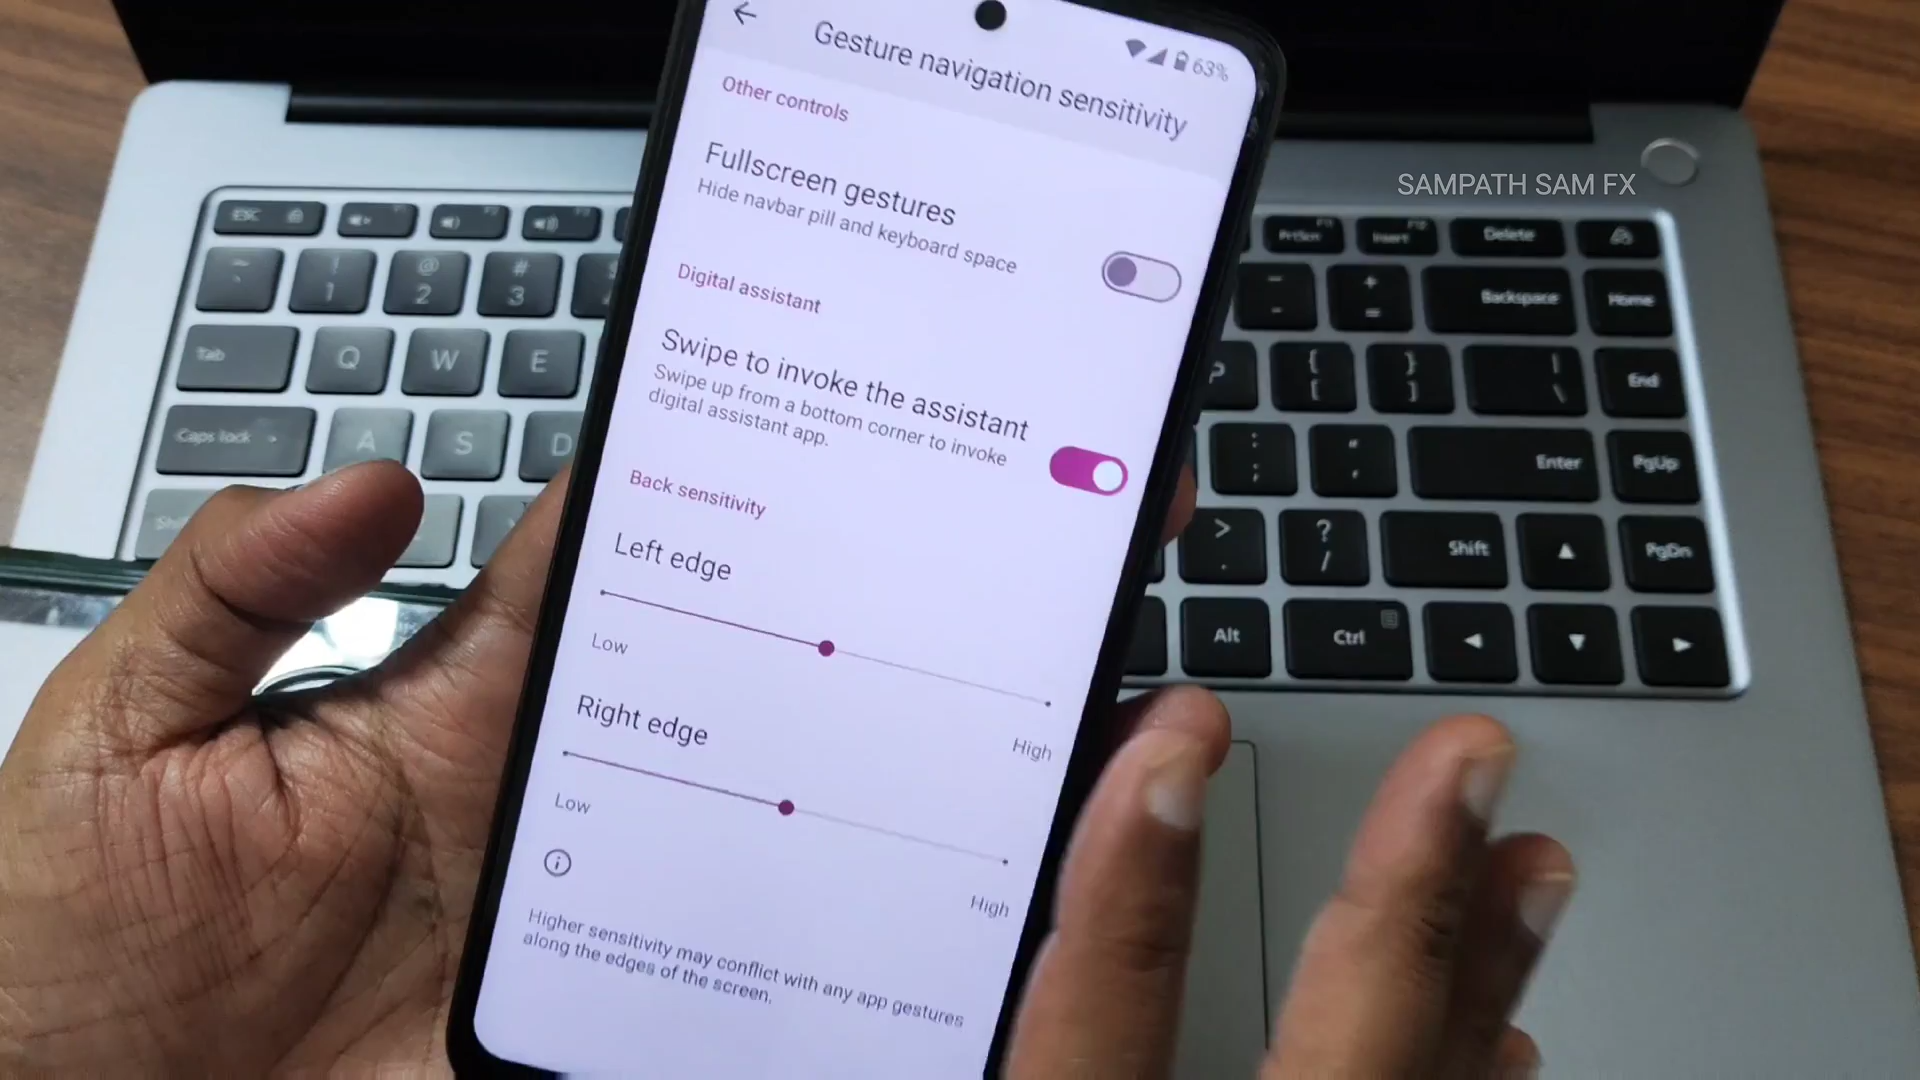 63%
Gesture navigation sensitivity
Other controls
Fullscreen gestures
Hide navbar pill and keyboard space
Digital assistant
Swipe to invoke the assistant
Swipe up from a bottom corner to invoke
digital assistant app.
Back sensitivity
Left edge
Low
High
Right edge
Low
High
Higher sensitivity may conflict with any app gestures
along the edges of the screen.
SAMPATH SAM FX
ESC
~ ` ! 1 @ 2 # 3
Tab Q W E
Caps lock A S D
PrtScn Insert Delete
- - + = Backspace Home
P { [ } ] | \ End
: ; " ' Enter PgUp
> . ? / Shift PgDn
Alt Ctrl